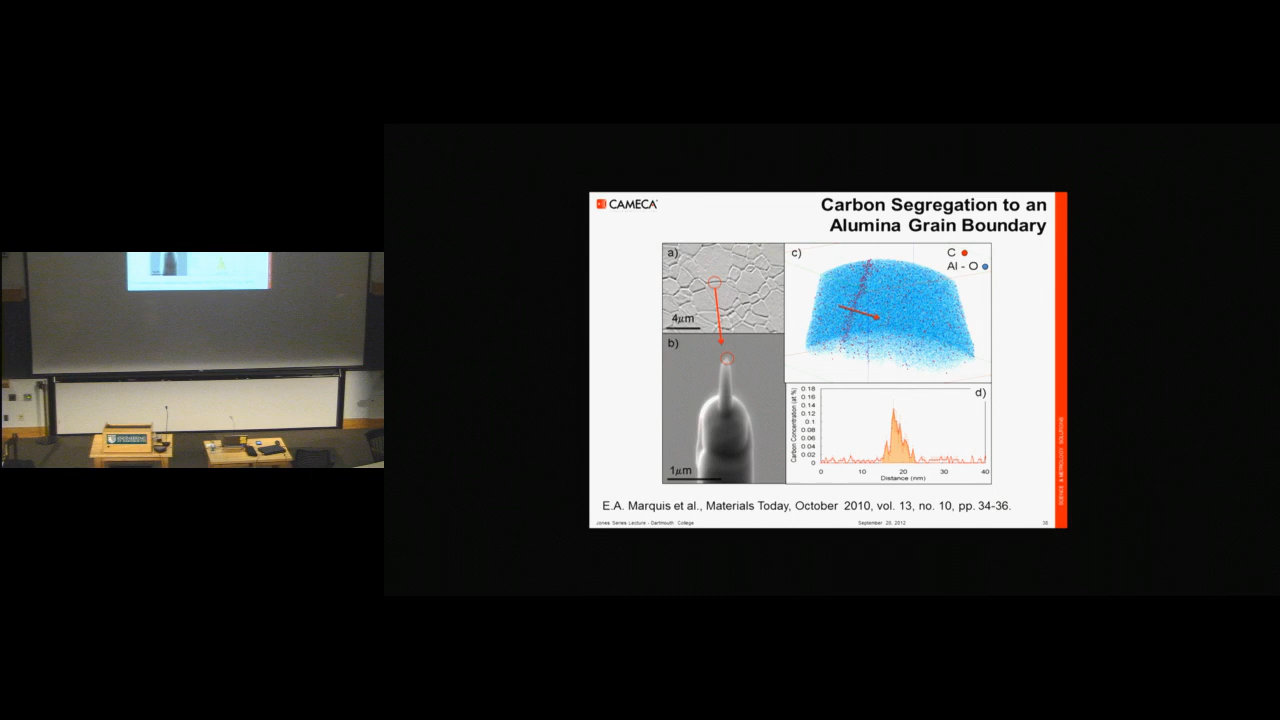 CAMECA
Carbon Segregation to an
Alumina Grain Boundary
a)
4μm
b)
1μm
c)
C
Al - O
d)
Carbon Concentration (at %)
0.18
0.16
0.14
0.12
0.1
0.08
0.06
0.04
0.02
0
0 10 20 30 40
Distance (nm)
E.A. Marquis et al., Materials Today, October 2010, vol. 13, no. 10, pp. 34-36.
Jones Series Lecture - Dartmouth College
SCIENCE & METROLOGY SOLUTIONS